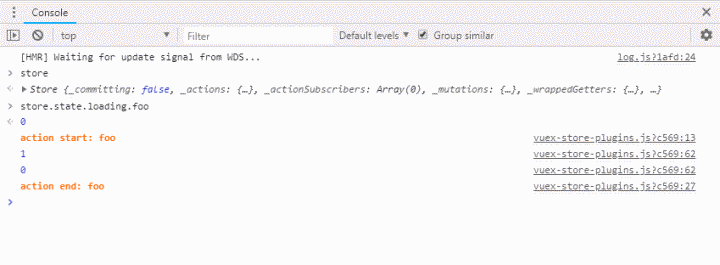 Console
top Filter Default levels Group similar
[HMR] Waiting for update signal from WDS... log.js?1afd:24
store
Store {_committing: false, _actions: {…}, _actionSubscribers: Array(0), _mutations: {…}, _wrappedGetters: {…}, …}
store.state.loading.foo
0
action start: foo vuex-store-plugins.js?c569:13
1 vuex-store-plugins.js?c569:62
0 vuex-store-plugins.js?c569:62
action end: foo vuex-store-plugins.js?c569:27